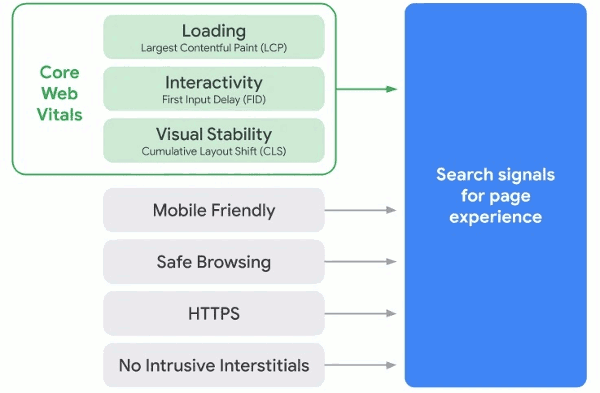 Core
Web
Vitals
Loading
Largest Contentful Paint (LCP)
Interactivity
First Input Delay (FID)
Visual Stability
Cumulative Layout Shift (CLS)
Mobile Friendly
Safe Browsing
HTTPS
No Intrusive Interstitials
Search signals
for page
experience